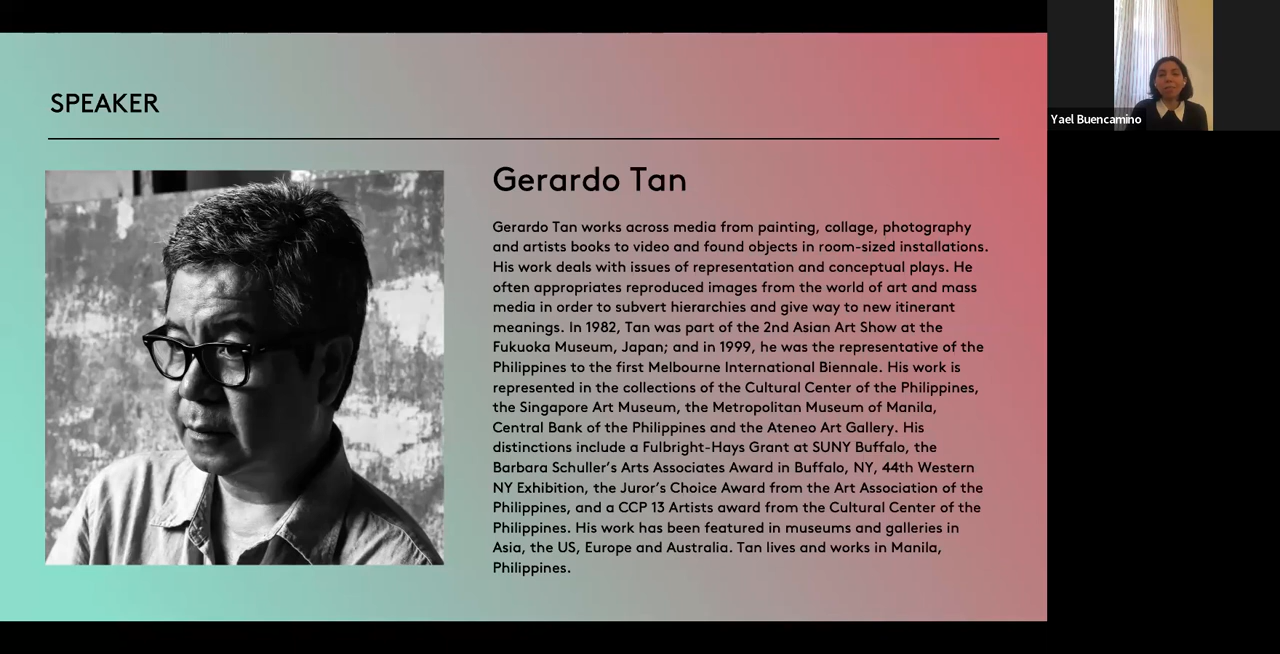 SPEAKER
Gerardo Tan
Gerardo Tan works across media from painting, collage, photography
and artists books to video and found objects in room-sized installations.
His work deals with issues of representation and conceptual plays. He
often appropriates reproduced images from the world of art and mass
media in order to subvert hierarchies and give way to new itinerant
meanings. In 1982, Tan was part of the 2nd Asian Art Show at the
Fukuoka Museum, Japan; and in 1999, he was the representative of the
Philippines to the first Melbourne International Biennale. His work is
represented in the collections of the Cultural Center of the Philippines,
the Singapore Art Museum, the Metropolitan Museum of Manila,
Central Bank of the Philippines and the Ateneo Art Gallery. His
distinctions include a Fulbright-Hays Grant at SUNY Buffalo, the
Barbara Schuller’s Arts Associates Award in Buffalo, NY, 44th Western
NY Exhibition, the Juror’s Choice Award from the Art Association of the
Philippines, and a CCP 13 Artists award from the Cultural Center of the
Philippines. His work has been featured in museums and galleries in
Asia, the US, Europe and Australia. Tan lives and works in Manila,
Philippines.
Yael Buencamino